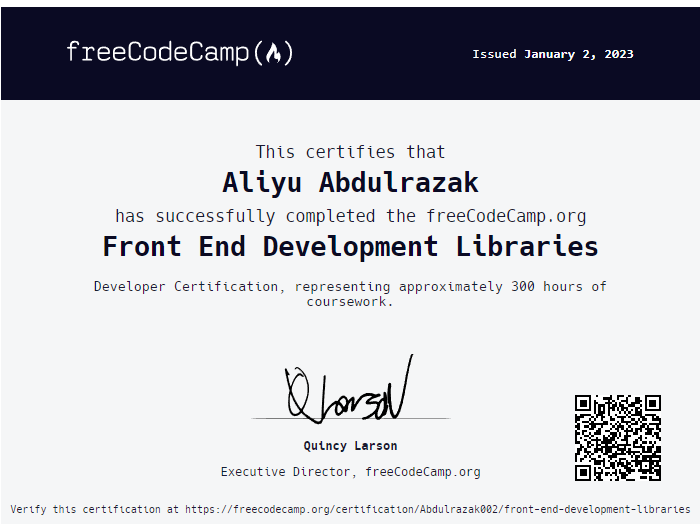 freeCodeCamp
Issued January 2, 2023
This certifies that
Aliyu Abdulrazak
has successfully completed the freeCodeCamp.org
Front End Development Libraries
Developer Certification, representing approximately 300 hours of
coursework.
Q Larson
Quincy Larson
Executive Director, freeCodeCamp.org
Verify this certification at https://freecodecamp.org/certification/Abdulrazak002/front-end-development-libraries